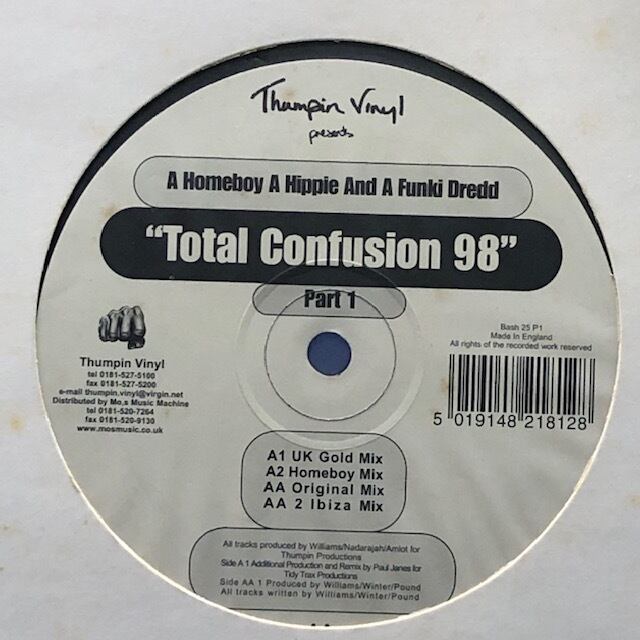 Thumpin Vinyl
presents
A Homeboy A Hippie And A Funki Dredd
“Total Confusion 98”
Part 1
Thumpin Vinyl
tel 0181-527-5100
fax 0181-527-5200
e-mail thumpin.vinyl@virgin.net
Distributed by Mo,s Music Machine
tel 0181-520-7264
fax 0181-520-9130
www.mosmusic.co.uk
Bash 25 P1
Made In England
All rights of the recorded work reserved
5 019148 218128
A1 UK Gold Mix
A2 Homeboy Mix
AA Original Mix
AA 2 Ibiza Mix
All tracks produced by Williams/Nadarajah/Amlot for
Thumpin Productions
Side A 1 Additional Production and Remix by Paul Janes for
Tidy Trax Productions
Side AA 1 Produced by Williams/Winter/Pound
All tracks written by Williams/Winter/Pound